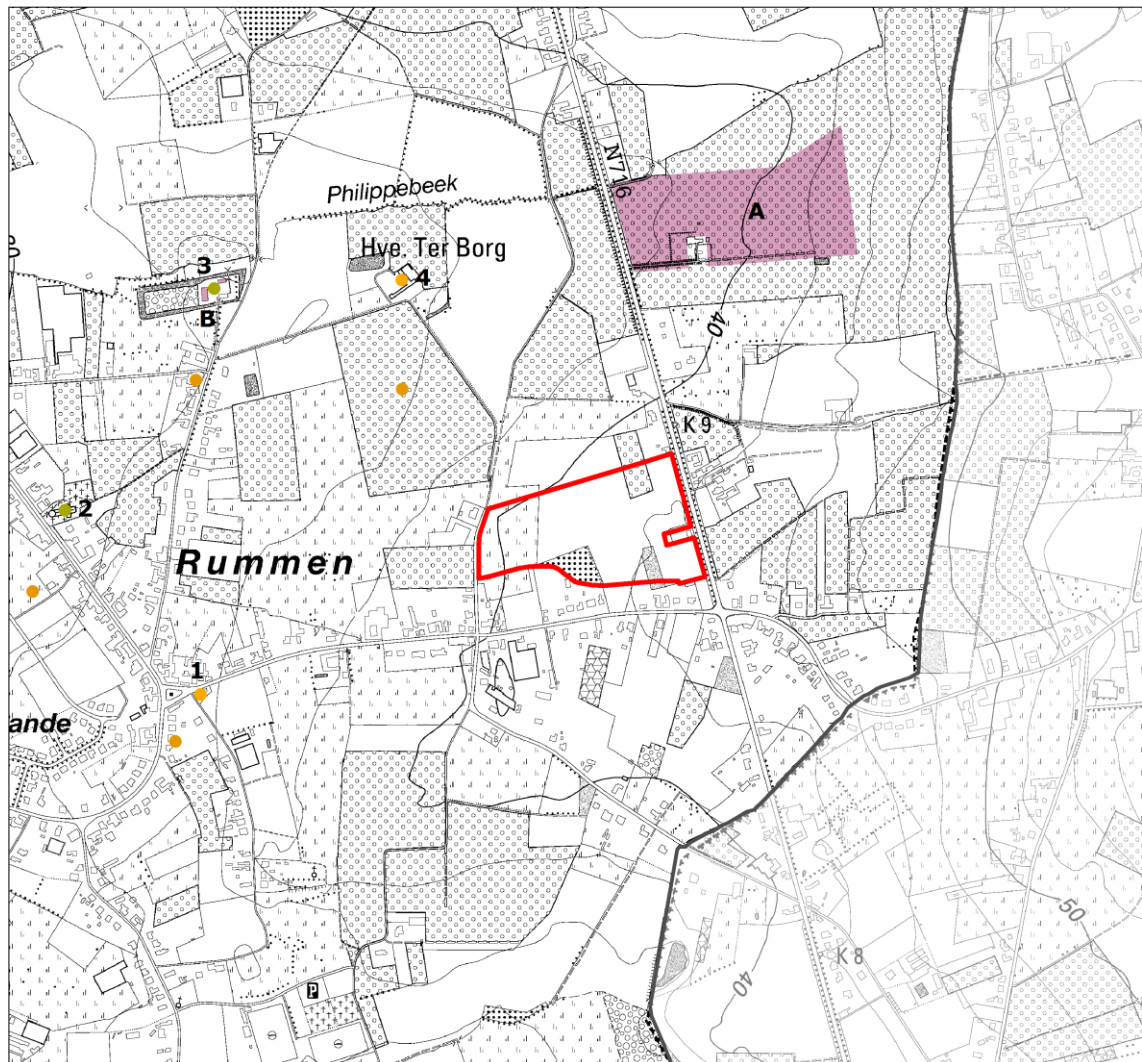 N716
Philippebeek
A
Hve. Ter Borg
3
4
B
40
K 9
2
Rummen
1
ande
50
K 8
40
P